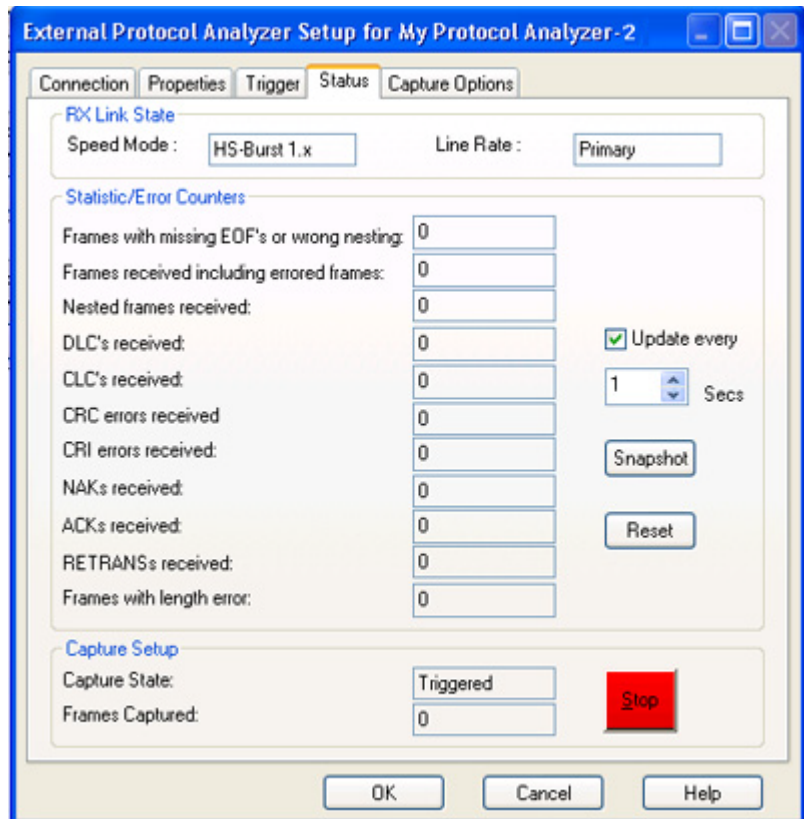 External Protocol Analyzer Setup for My Protocol Analyzer-2
Connection Properties Trigger Status Capture Options
RX Link State
Speed Mode : HS-Burst 1.x Line Rate : Primary
Statistic/Error Counters
Frames with missing EOF's or wrong nesting: 0
Frames received including errored frames: 0
Nested frames received: 0
DLC's received: 0
Update every
CLC's received: 0
1 Secs
CRC errors received 0
CRI errors received: 0
Snapshot
NAKs received: 0
ACKs received: 0
Reset
RETRANSs received: 0
Frames with length error: 0
Capture Setup
Capture State: Triggered
Stop
Frames Captured: 0
OK Cancel Help